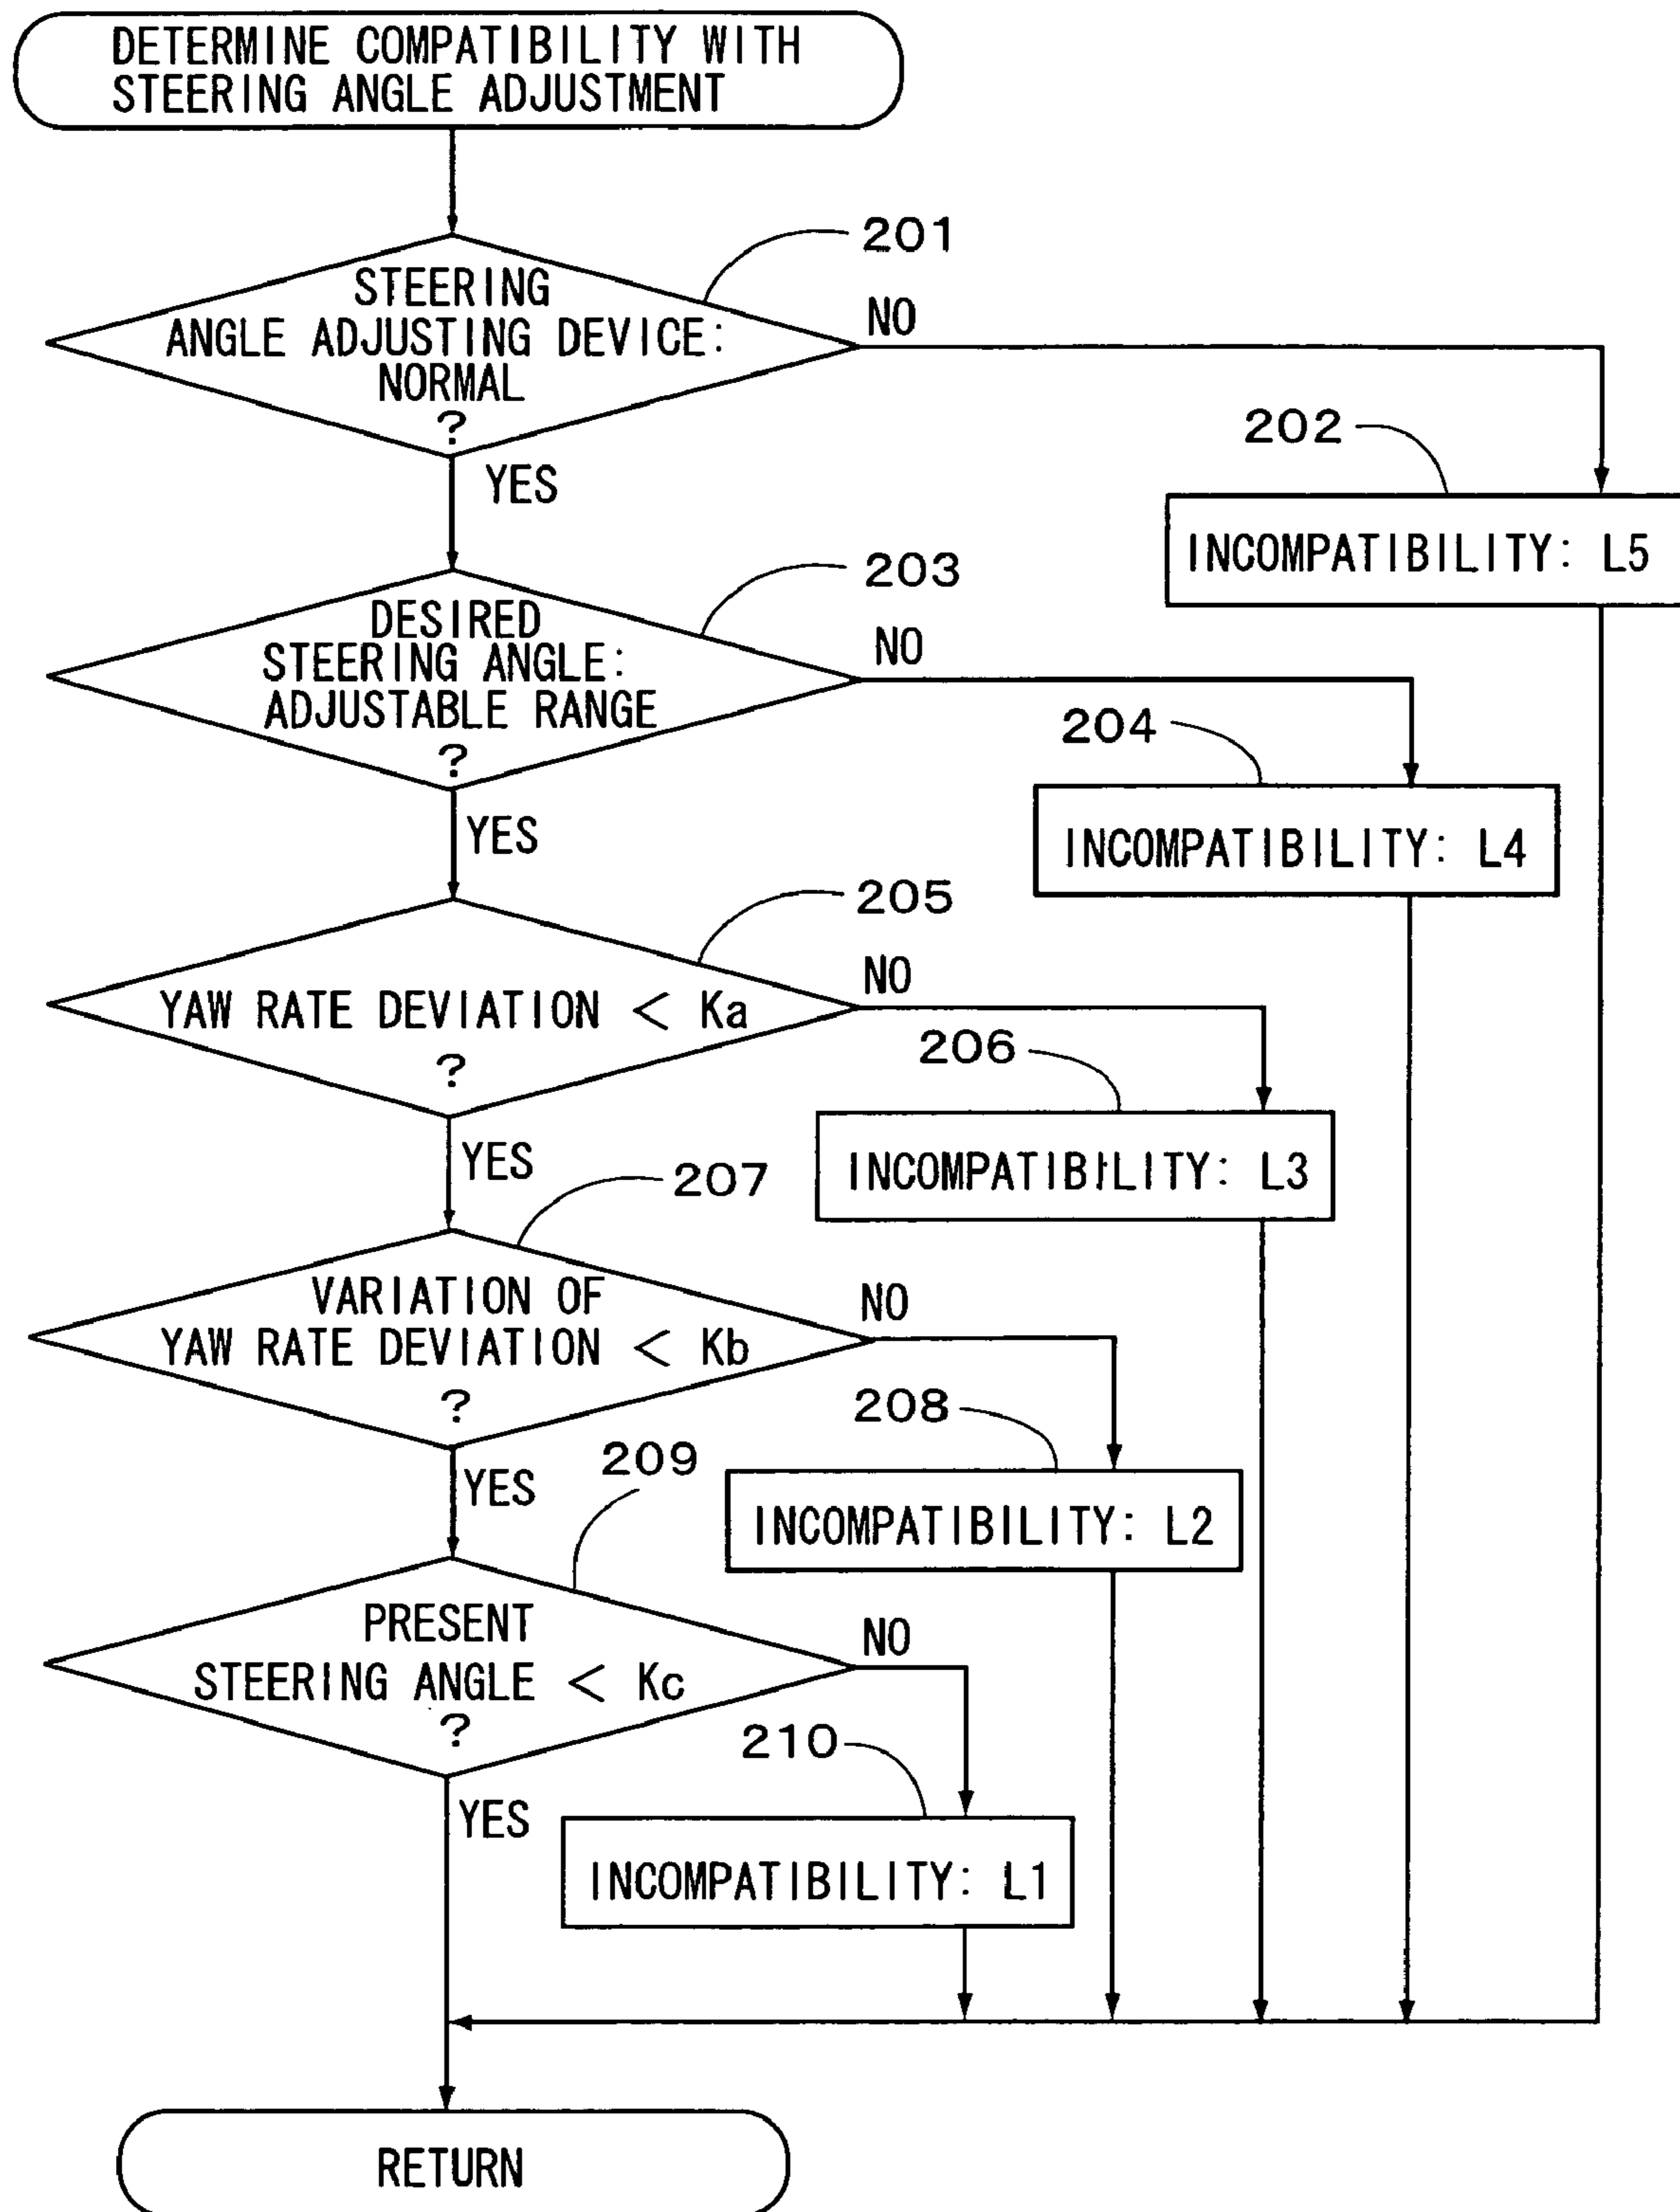 DETERMINE COMPATIBILITY WITH
STEERING ANGLE ADJUSTMENT
201
STEERING
ANGLE ADJUSTING DEVICE:
NORMAL
?
NO
YES
202
INCOMPATIBILITY: L5
203
DESIRED
STEERING ANGLE:
ADJUSTABLE RANGE
?
NO
YES
204
INCOMPATIBILITY: L4
205
YAW RATE DEVIATION < Ka
?
NO
YES
206
INCOMPATIBILITY: L3
207
VARIATION OF
YAW RATE DEVIATION < Kb
?
NO
YES
208
INCOMPATIBILITY: L2
209
PRESENT
STEERING ANGLE < Kc
?
NO
YES
210
INCOMPATIBILITY: L1
RETURN